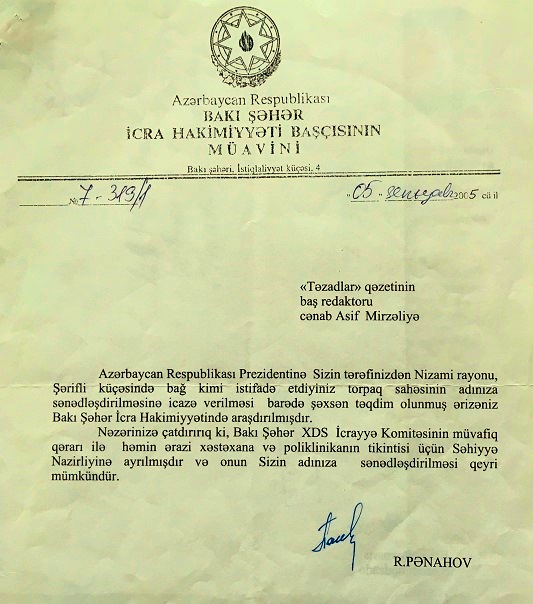 Azərbaycan Respublikası
BAKI ŞƏHƏR
İCRA HAKİMİYYƏTİ BAŞÇISININ
MÜAVİNİ
Bakı şəhəri, İstiqlaliyyət küçəsi, 4
№ 7-319/1
"05" 2005 cü il
«Təzadlar» qəzetinin
baş redaktoru
cənab Asif Mirzəliyə
Azərbaycan Respublikası Prezidentinə Sizin tərəfinizdən Nizami rayonu,
Şərifli küçəsində bağ kimi istifadə etdiyiniz torpaq sahəsinin adınıza
sənədləşdirilməsinə icazə verilməsi barədə şəxsən təqdim olunmuş ərizəniz
Bakı Şəhər İcra Hakimiyyətində araşdırılmışdır.
Nəzərinizə çatdırırıq ki, Bakı Şəhər XDS İcrayyə Komitəsinin müvafiq
qərarı ilə həmin ərazi xəstəxana və poliklinikanın tikintisi üçün Səhiyyə
Nazirliyinə ayrılmışdır və onun Sizin adınıza sənədləşdirilməsi qeyri
mümkündür.
R.PƏNAHOV